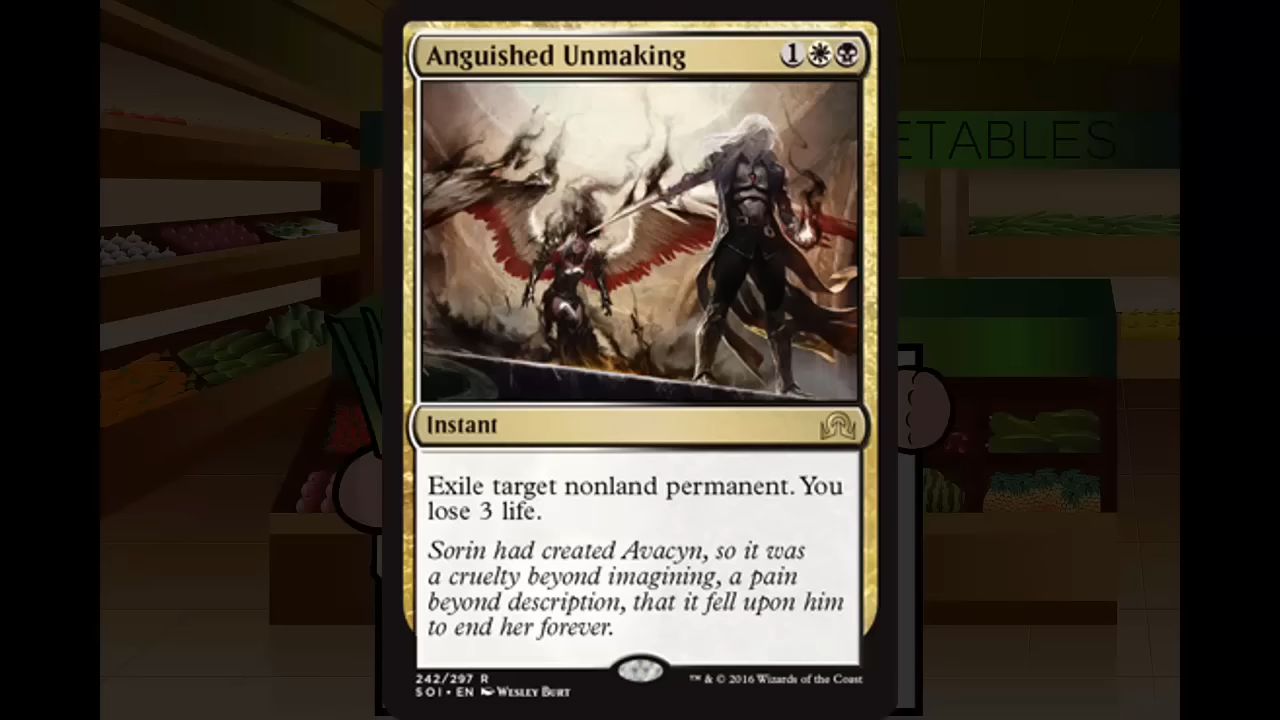 Anguished Unmaking 1
ETABLES
Instant
Exile target nonland permanent. You
lose 3 life.
Sorin had created Avacyn, so it was
a cruelty beyond imagining, a pain
beyond description, that it fell upon him
to end her forever.
242/297 R
SOI • EN Wesley Burt
™ & © 2016 Wizards of the Coast